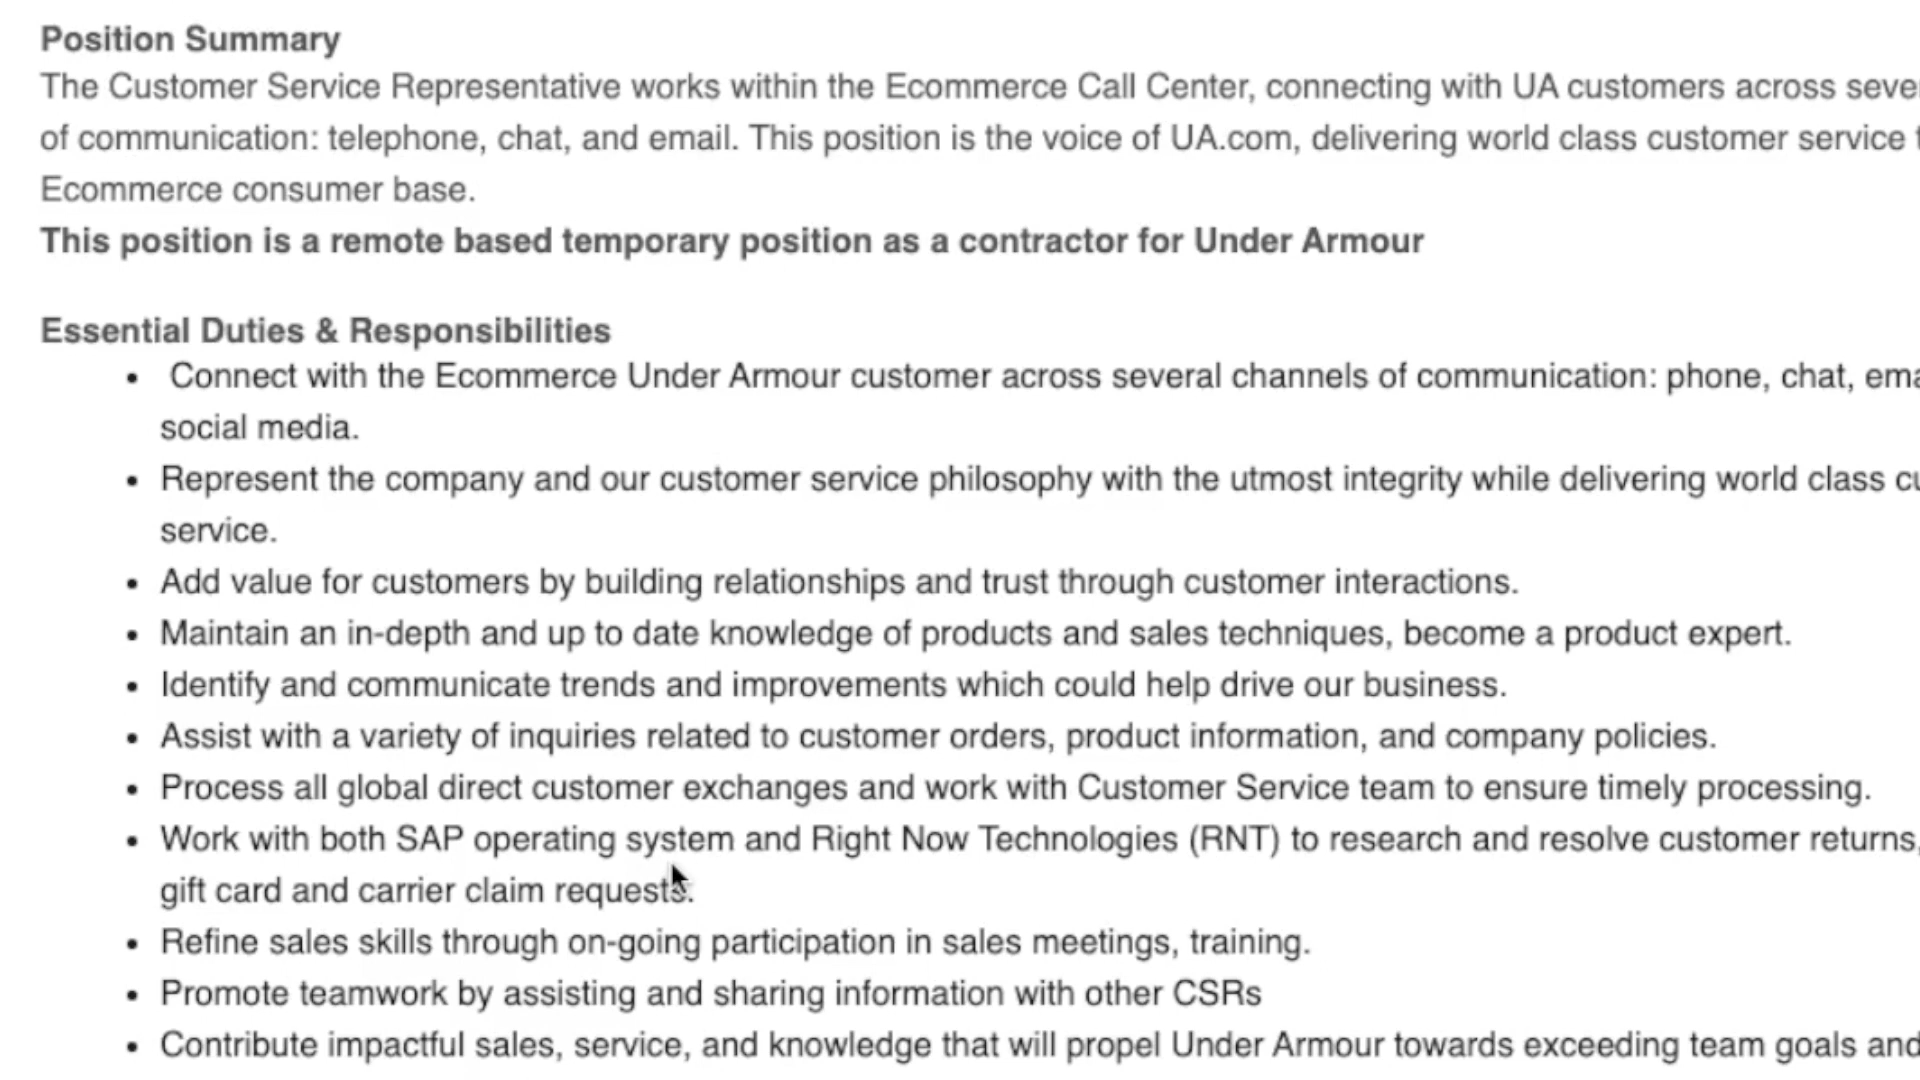 Position Summary
The Customer Service Representative works within the Ecommerce Call Center, connecting with UA customers across
of communication: telephone, chat, and email. This position is the voice of UA.com, delivering world class customer service
Ecommerce consumer base.
This position is a remote based temporary position as a contractor for Under Armour
Essential Duties & Responsibilities
• Connect with the Ecommerce Under Armour customer across several channels of communication: phone, chat,
social media.
• Represent the company and our customer service philosophy with the utmost integrity while delivering world class
service.
• Add value for customers by building relationships and trust through customer interactions.
• Maintain an in-depth and up to date knowledge of products and sales techniques, become a product expert.
• Identify and communicate trends and improvements which could help drive our business.
• Assist with a variety of inquiries related to customer orders, product information, and company policies.
• Process all global direct customer exchanges and work with Customer Service team to ensure timely processing.
• Work with both SAP operating system and Right Now Technologies (RNT) to research and resolve customer returns,
gift card and carrier claim requests.
• Refine sales skills through on-going participation in sales meetings, training.
• Promote teamwork by assisting and sharing information with other CSRs
• Contribute impactful sales, service, and knowledge that will propel Under Armour towards exceeding team goals and